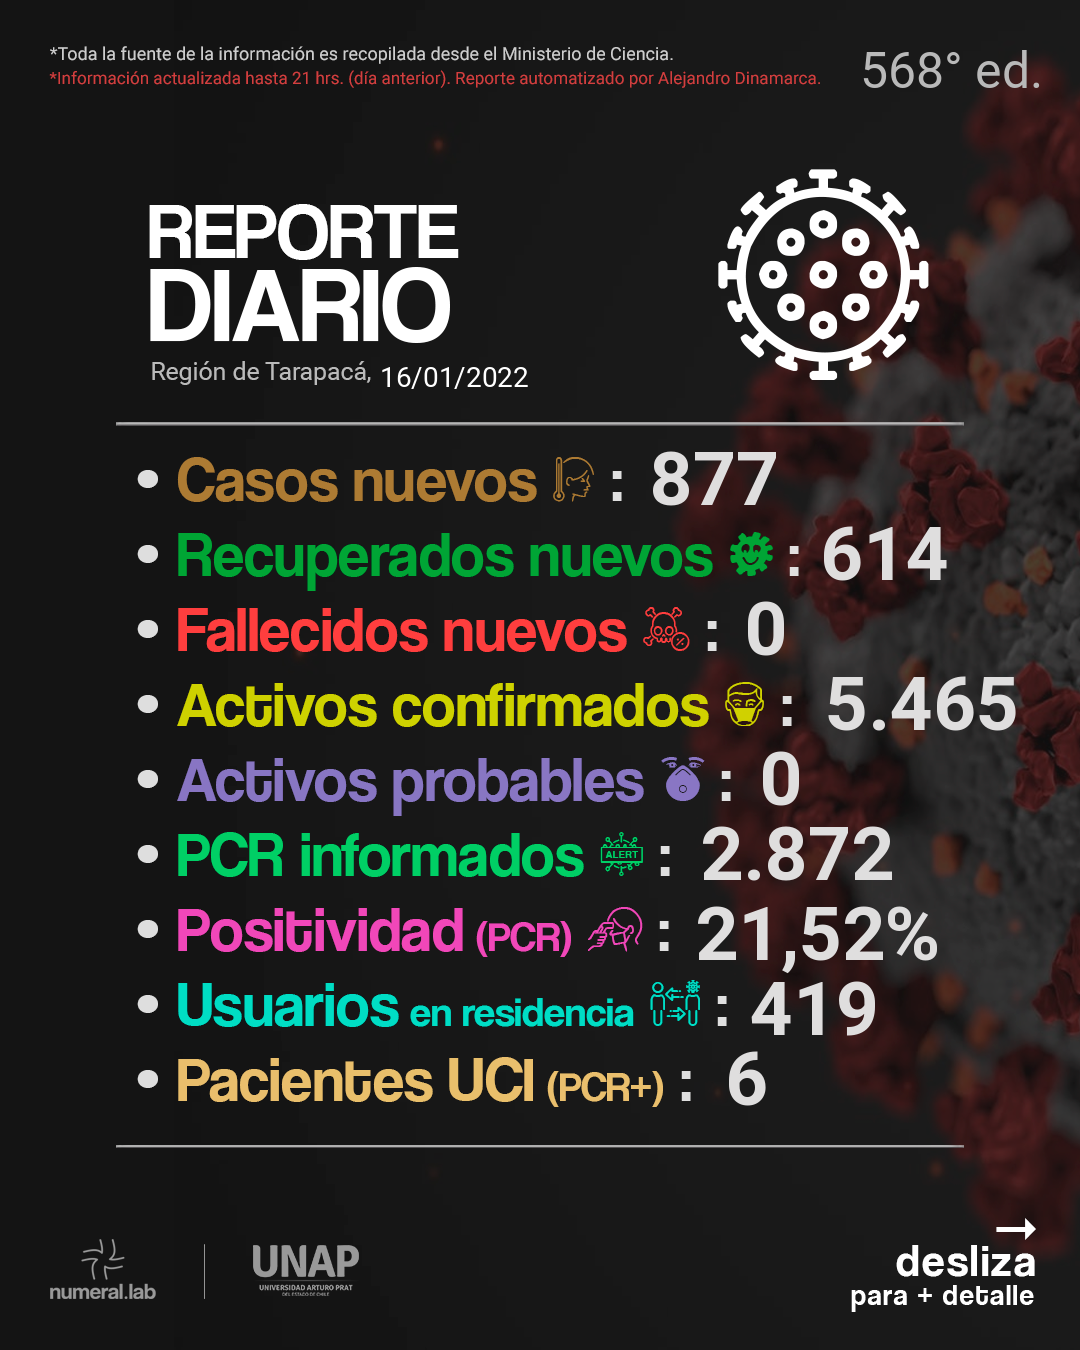 *Toda la fuente de la información es recopilada desde el Ministerio de Ciencia.
*Información actualizada hasta 21 hrs. (día anterior). Reporte automatizado por Alejandro Dinamarca.
568° ed.
REPORTE
DIARIO
Región de Tarapacá, 16/01/2022
• Casos nuevos : 877
• Recuperados nuevos : 614
• Fallecidos nuevos : 0
• Activos confirmados : 5.465
• Activos probables : 0
• PCR informados ALERT : 2.872
• Positividad (PCR) : 21,52%
• Usuarios en residencia : 419
• Pacientes UCI (PCR+) : 6
numeral.lab
UNAP
UNIVERSIDAD ARTURO PRAT
DEL ESTADO DE CHILE
desliza
para + detalle